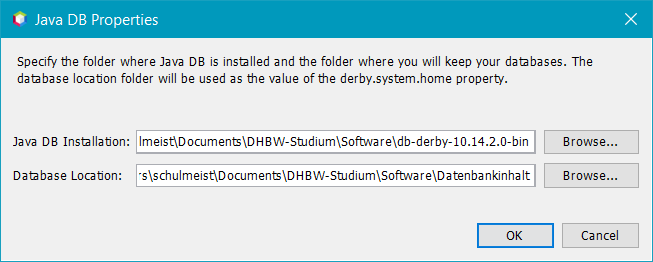 Java DB Properties
Specify the folder where Java DB is installed and the folder where you will keep your databases. The
database location folder will be used as the value of the derby.system.home property.
Java DB Installation: lmeist\Documents\DHBW-Studium\Software\db-derby-10.14.2.0-bin Browse...
Database Location: rs\schulmeist\Documents\DHBW-Studium\Software\Datenbankinhalt Browse...
OK Cancel